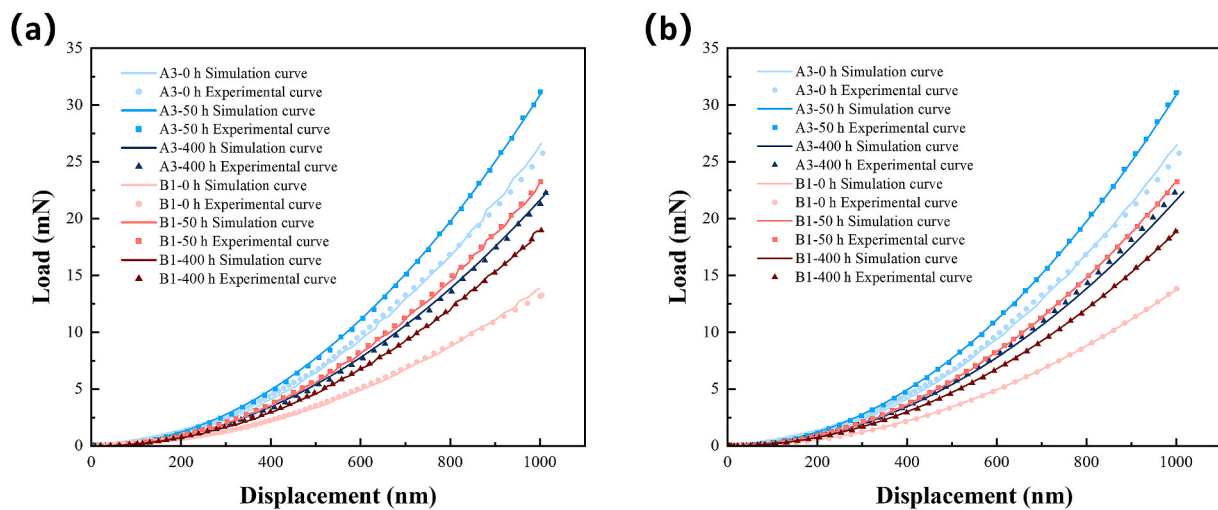 (a)
35
30
25
20
15
10
5
0
Load (mN)
A3-0 h Simulation curve
A3-0 h Experimental curve
A3-50 h Simulation curve
A3-50 h Experimental curve
A3-400 h Simulation curve
A3-400 h Experimental curve
B1-0 h Simulation curve
B1-0 h Experimental curve
B1-50 h Simulation curve
B1-50 h Experimental curve
B1-400 h Simulation curve
B1-400 h Experimental curve
0 200 400 600 800 1000
Displacement (nm)
(b)
35
30
25
20
15
10
5
0
Load (mN)
A3-0 h Simulation curve
A3-0 h Experimental curve
A3-50 h Simulation curve
A3-50 h Experimental curve
A3-400 h Simulation curve
A3-400 h Experimental curve
B1-0 h Simulation curve
B1-0 h Experimental curve
B1-50 h Simulation curve
B1-50 h Experimental curve
B1-400 h Simulation curve
B1-400 h Experimental curve
0 200 400 600 800 1000
Displacement (nm)